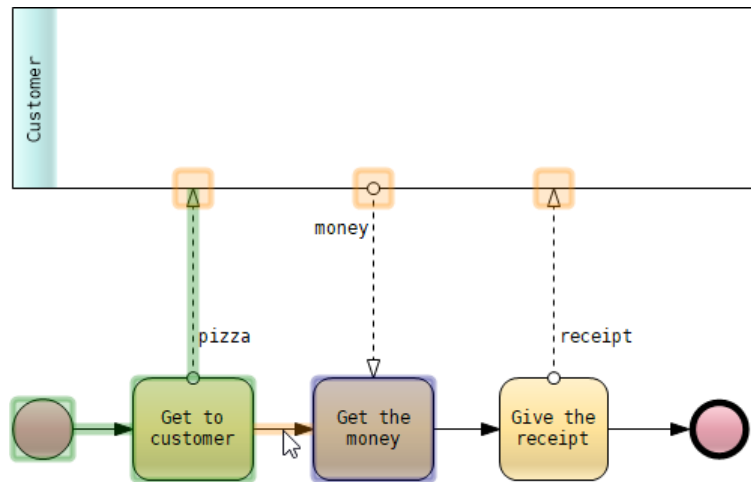 Customer
money
pizza
receipt
Get to
customer
Get the
money
Give the
receipt